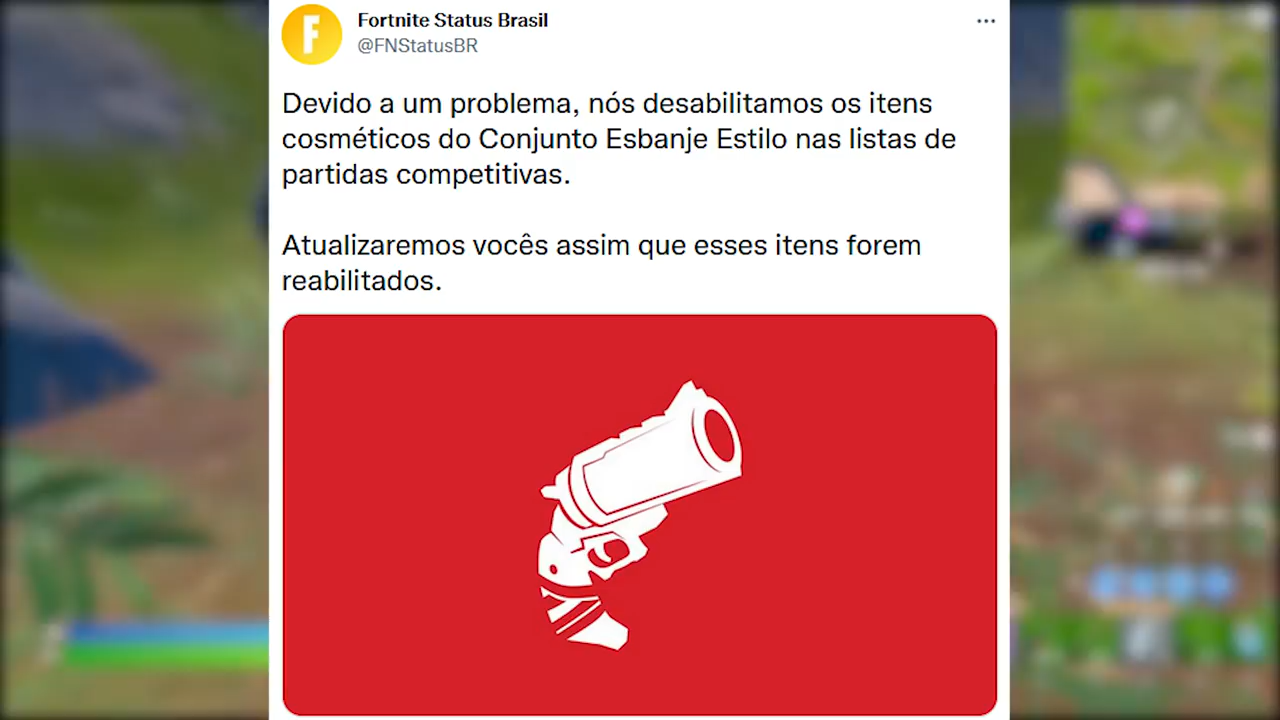 Fortnite Status Brasil
@FNStatusBR
Devido a um problema, nós desabilitamos os itens
cosméticos do Conjunto Esbanje Estilo nas listas de
partidas competitivas.
Atualizaremos vocês assim que esses itens forem
reabilitados.